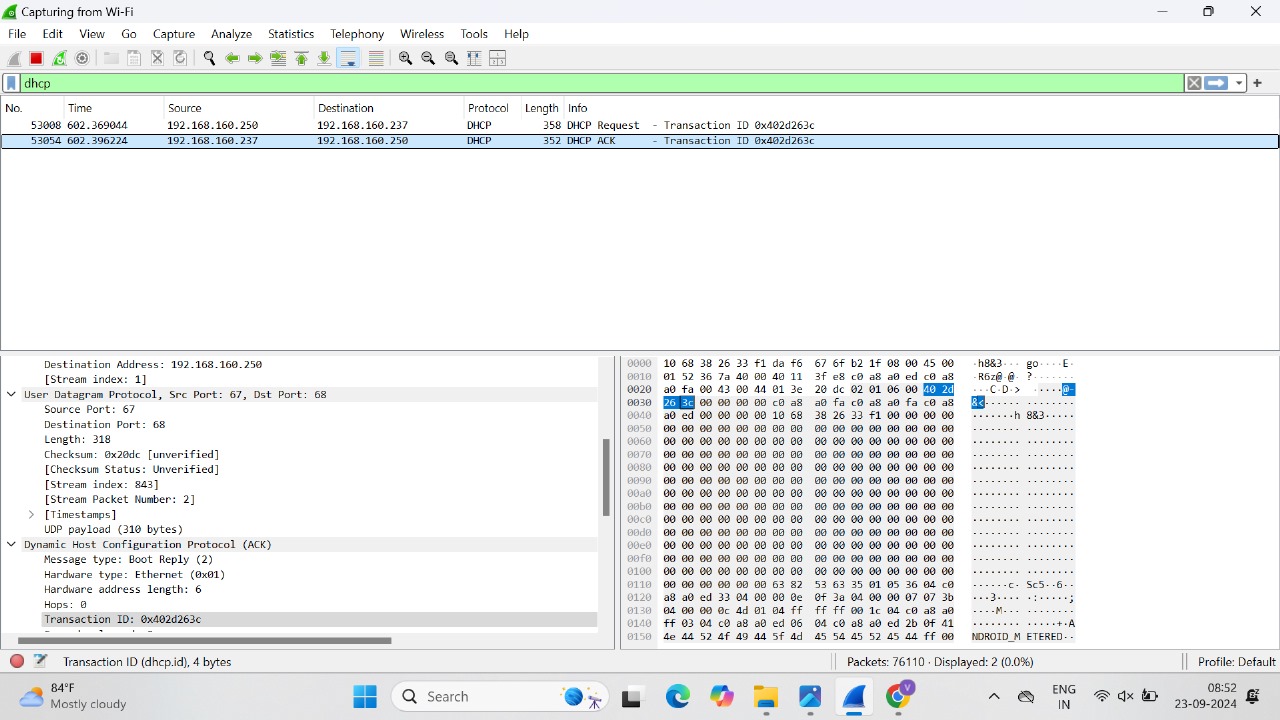 Capturing from Wi-Fi
File Edit View Go Capture Analyze Statistics Telephony Wireless Tools Help
dhcp
No. Time Source Destination Protocol Length Info
53008 602.369044 192.168.160.250 192.168.160.237 DHCP 358 DHCP Request - Transaction ID 0x402d263c
53054 602.396224 192.168.160.237 192.168.160.250 DHCP 352 DHCP ACK - Transaction ID 0x402d263c
Destination Address: 192.168.160.250
[Stream index: 1]
User Datagram Protocol, Src Port: 67, Dst Port: 68
Source Port: 67
Destination Port: 68
Length: 318
Checksum: 0x20dc [unverified]
[Checksum Status: Unverified]
[Stream index: 843]
[Stream Packet Number: 2]
[Timestamps]
UDP payload (310 bytes)
Dynamic Host Configuration Protocol (ACK)
Message type: Boot Reply (2)
Hardware type: Ethernet (0x01)
Hardware address length: 6
Hops: 0
Transaction ID: 0x402d263c
0000 10 68 38 26 33 f1 da f6 67 6f b2 1f 08 00 45 00 ·h8&3··· go····E·
0010 01 52 36 7a 40 00 40 11 3f e8 c0 a8 a0 ed c0 a8 ·R6z@·@· ?·······
0020 a0 fa 00 43 00 44 01 3e 20 dc 02 01 06 00 40 2d ···C·D·> ·····@-
0030 26 3c 00 00 00 00 c0 a8 a0 fa c0 a8 a0 fa c0 a8 &<······ ········
0040 a0 ed 00 00 00 00 10 68 38 26 33 f1 00 00 00 00 ·······h 8&3·····
0050 00 00 00 00 00 00 00 00 00 00 00 00 00 00 00 00 ········ ········
0060 00 00 00 00 00 00 00 00 00 00 00 00 00 00 00 00 ········ ········
0070 00 00 00 00 00 00 00 00 00 00 00 00 00 00 00 00 ········ ········
0080 00 00 00 00 00 00 00 00 00 00 00 00 00 00 00 00 ········ ········
0090 00 00 00 00 00 00 00 00 00 00 00 00 00 00 00 00 ········ ········
00a0 00 00 00 00 00 00 00 00 00 00 00 00 00 00 00 00 ········ ········
00b0 00 00 00 00 00 00 00 00 00 00 00 00 00 00 00 00 ········ ········
00c0 00 00 00 00 00 00 00 00 00 00 00 00 00 00 00 00 ········ ········
00d0 00 00 00 00 00 00 00 00 00 00 00 00 00 00 00 00 ········ ········
00e0 00 00 00 00 00 00 00 00 00 00 00 00 00 00 00 00 ········ ········
00f0 00 00 00 00 00 00 00 00 00 00 00 00 00 00 00 00 ········ ········
0100 00 00 00 00 00 00 00 00 00 00 00 00 00 00 00 00 ········ ········
0110 00 00 00 00 00 00 63 82 53 63 35 01 05 36 04 c0 ······c· Sc5··6··
0120 a8 a0 ed 33 04 00 00 0e 0f 3a 04 00 00 07 07 3b ···3···· ·:·····;
0130 04 00 00 0c 4d 01 04 ff ff ff 00 1c 04 c0 a8 a0 ····M··· ········
0140 ff 03 04 c0 a8 a0 ed 06 04 c0 a8 a0 ed 2b 0f 41 ········ ·····+·A
0150 4e 44 52 4f 49 44 5f 4d 45 54 45 52 45 44 ff 00 NDROID_M ETERED··
Transaction ID (dhcp.id), 4 bytes Packets: 76110 · Displayed: 2 (0.0%) Profile: Default
84°F
Mostly cloudy
Search
V
ENG
IN
08:52
23-09-2024